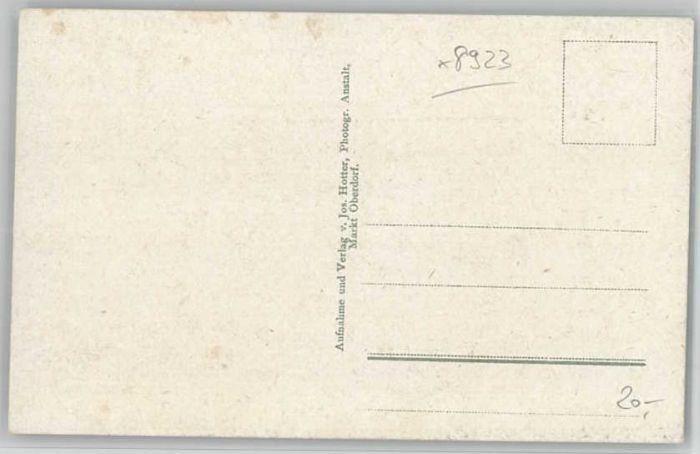 Aufnahme und Verlag v. Jos. Hotter, Photogr. Anstalt,
Markt Oberdorf.
x8923
20-,